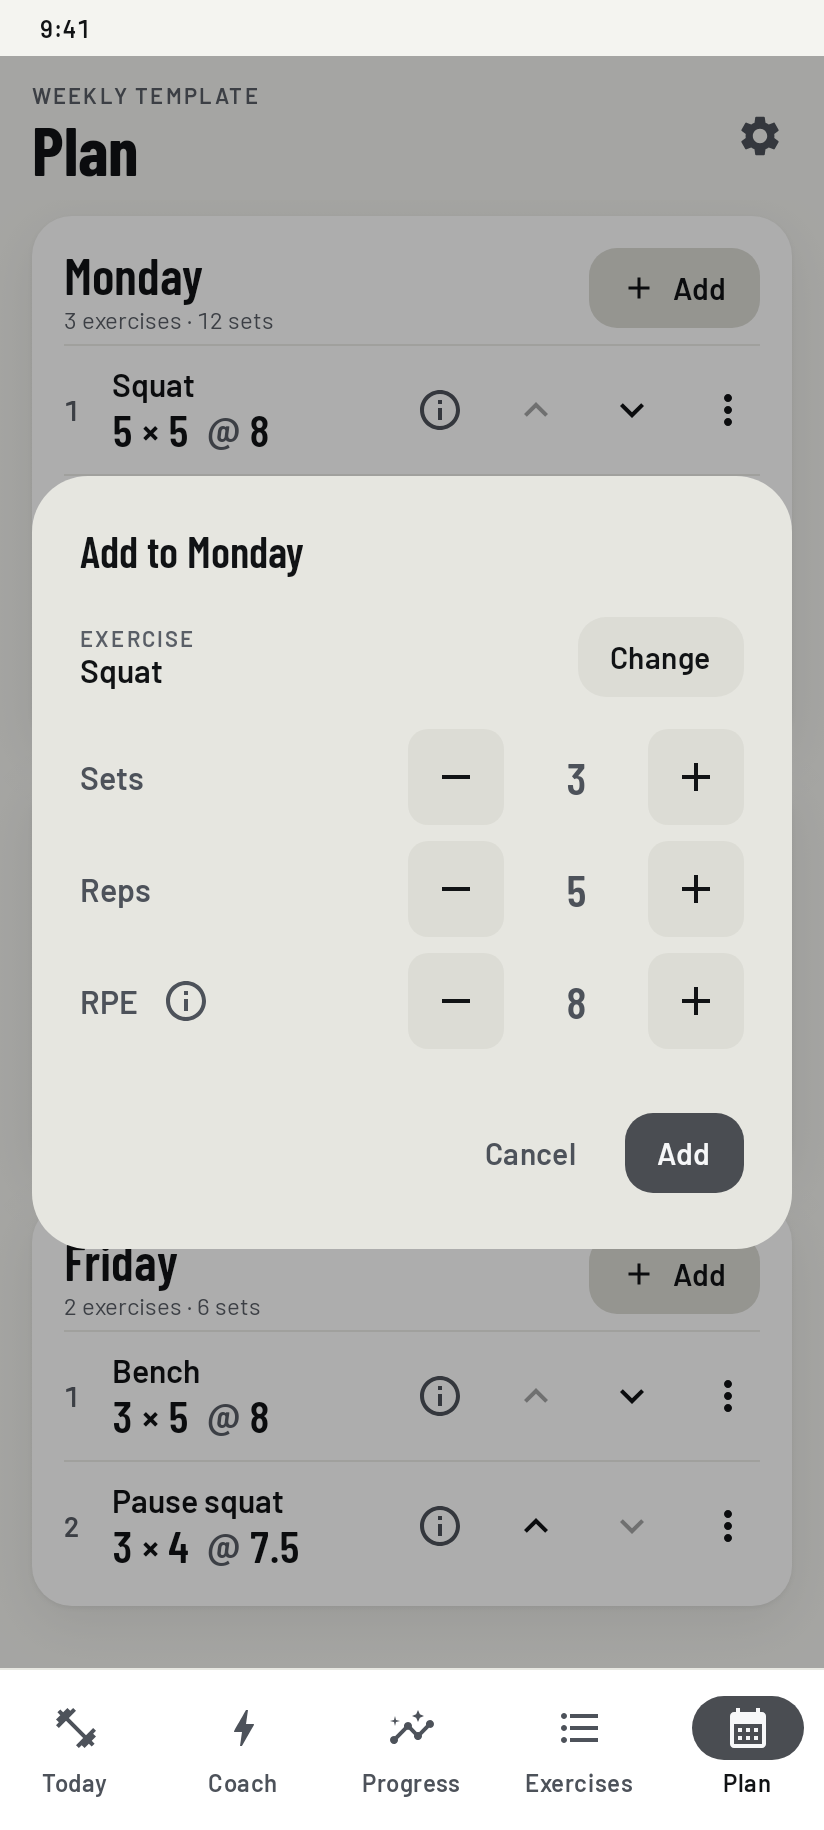 9:41
WEEKLY TEMPLATE
Plan
Monday
3 exercises · 12 sets
+ Add
1
Squat
5 × 5 @ 8
Add to Monday
EXERCISE
Squat
Change
Sets
3
Reps
5
RPE
8
Cancel
Add
Friday
2 exercises · 6 sets
+ Add
1
Bench
3 × 5 @ 8
2
Pause squat
3 × 4 @ 7.5
Today
Coach
Progress
Exercises
Plan